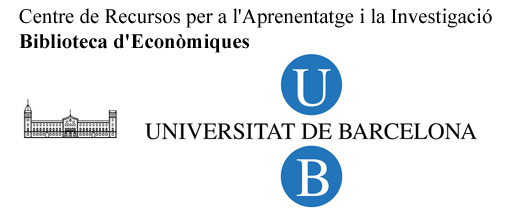 Centre de Recursos per a l'Aprenentatge i la Investigació
Biblioteca d'Econòmiques
U
UNIVERSITAT DE BARCELONA
B